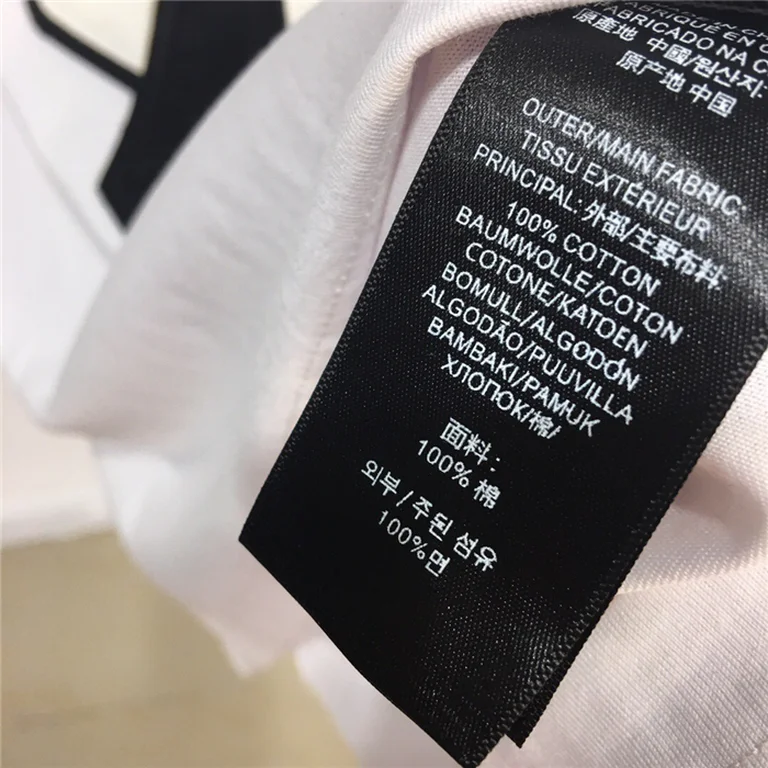 FABRIQUÉ EN C
FABRICADO NA C
原產地 中國/원산지:
原产地 中国
OUTER/MAIN FABRIC
TISSU EXTÉRIEUR
PRINCIPAL: 外部/主要布料:
100% COTTON
BAUMWOLLE/COTON
COTONE/KATOEN
BOMULL/ALGODÓN
ALGODÃO/PUUVILLA
BAMBAKI/PAMUK
ХЛОПОК/棉/
面料:
100% 棉
외부 / 주된 섬유
100%면